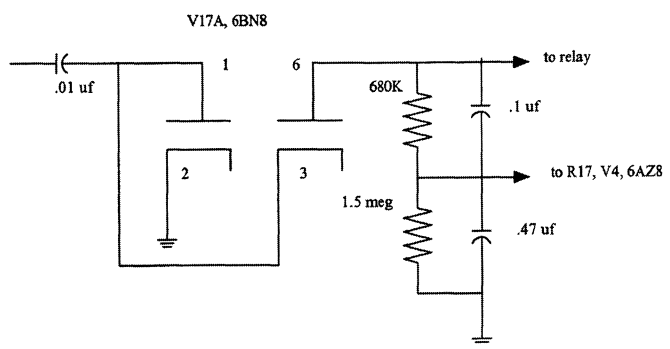 V17A, 6BN8
1
6
to relay
.01 uf
680K
.1 uf
2
3
to R17, V4, 6AZ8
1.5 meg
.47 uf